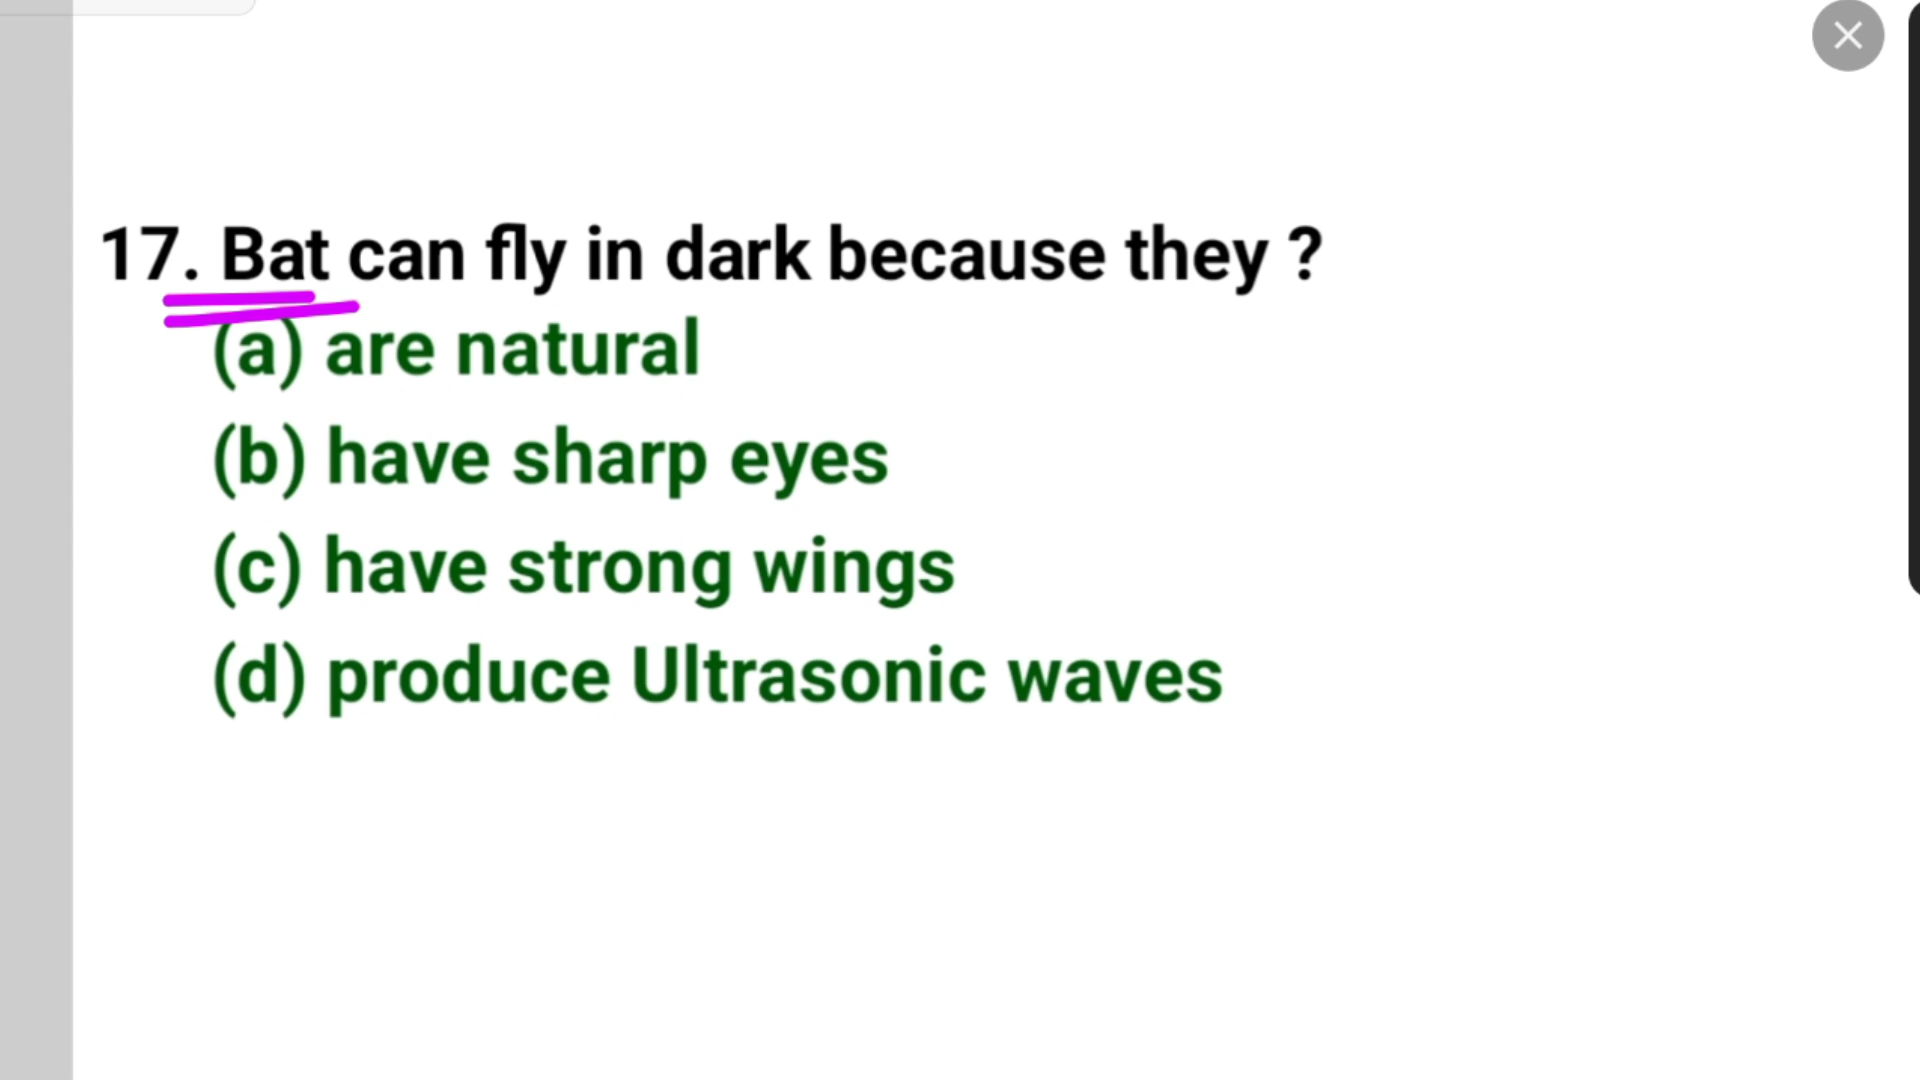 17. Bat can fly in dark because they ?
(a) are natural
(b) have sharp eyes
(c) have strong wings
(d) produce Ultrasonic waves